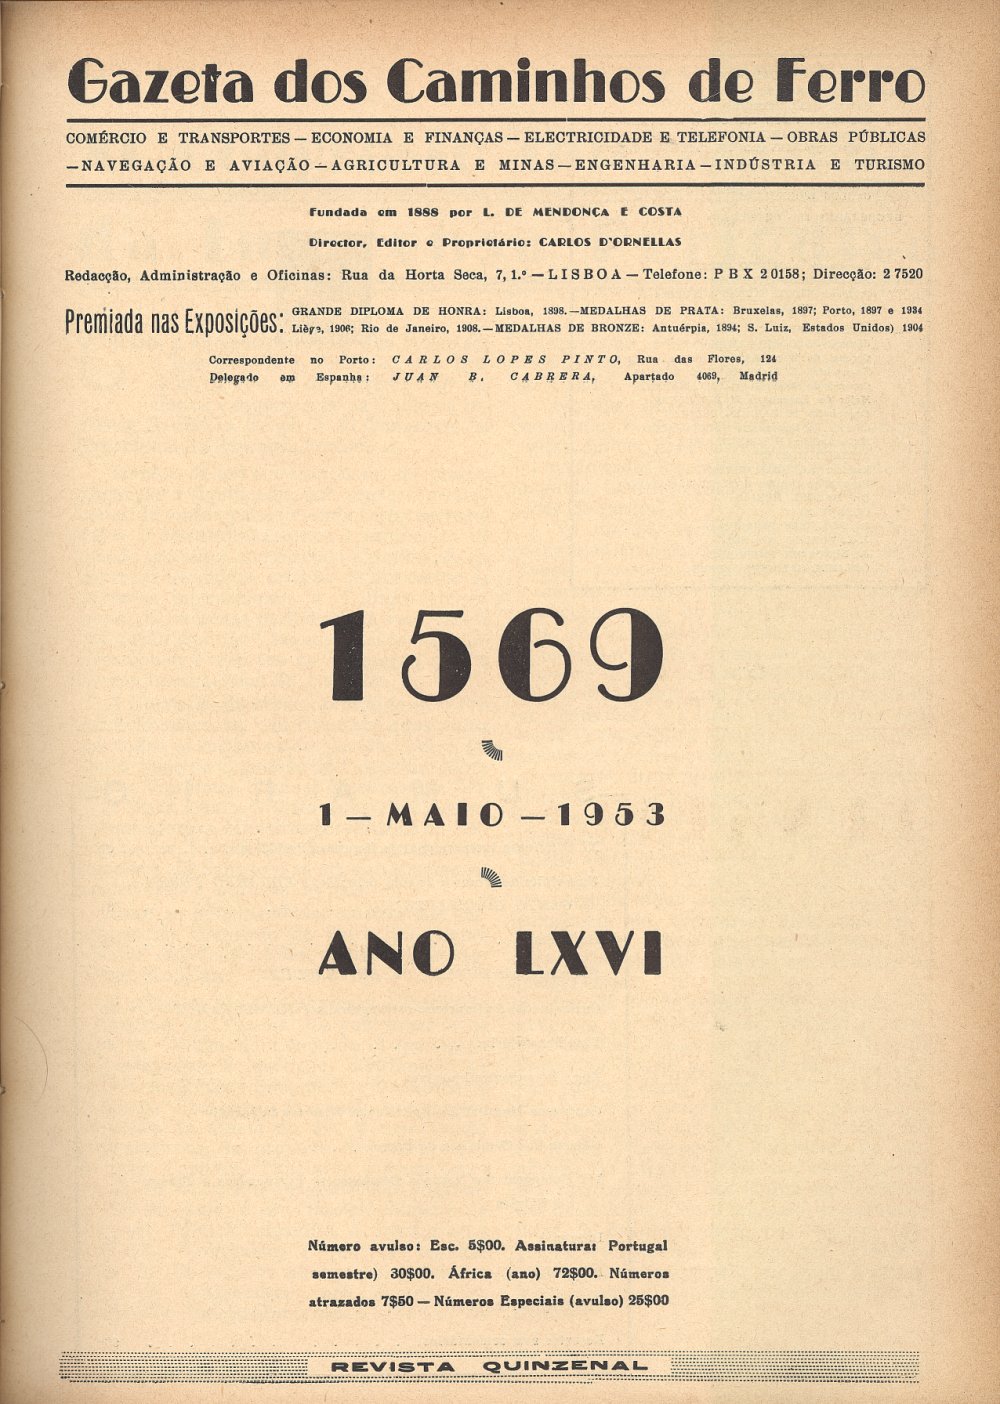 Gazeta dos Caminhos de Ferro
COMÉRCIO E TRANSPORTES — ECONOMIA E FINANÇAS — ELECTRICIDADE E TELEFONIA — OBRAS PÚBLICAS
— NAVEGAÇÃO E AVIAÇÃO — AGRICULTURA E MINAS — ENGENHARIA — INDÚSTRIA E TURISMO
Fundada em 1888 por L. DE MENDONÇA E COSTA
Director, Editor e Proprietário: CARLOS D'ORNELLAS
Redacção, Administração e Oficinas: Rua da Horta Seca, 7, 1.º — LISBOA — Telefone: P B X 2 0158; Direcção: 2 7520
Premiada nas Exposições:
GRANDE DIPLOMA DE HONRA: Lisboa, 1898. — MEDALHAS DE PRATA: Bruxelas, 1897; Porto, 1897 e 1934
Liège, 1906; Rio de Janeiro, 1908. — MEDALHAS DE BRONZE: Antuérpia, 1894; S. Luiz, Estados Unidos) 1904
Correspondente no Porto: CARLOS LOPES PINTO, Rua das Flores, 124
Delegado em Espanha: JUAN B. CABRERA, Apartado 4069, Madrid
1569
1 — MAIO — 1953
ANO LXVI
Número avulso: Esc. 5$00. Assinatura: Portugal
semestre) 30$00. África (ano) 72$00. Números
atrazados 7$50 — Números Especiais (avulso) 25$00
REVISTA QUINZENAL